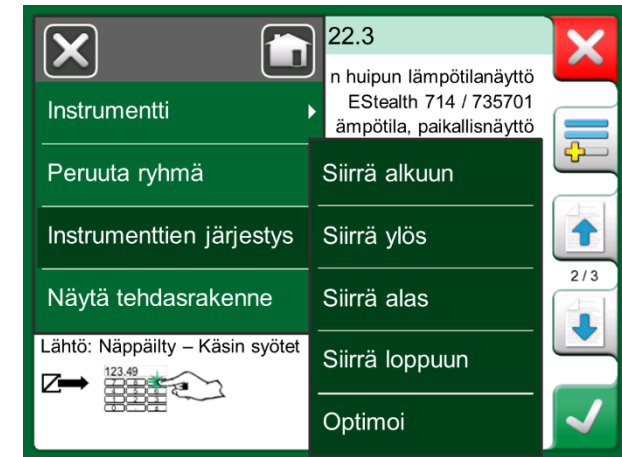 22.3
n huipun lämpötilanäyttö
EStealth 714 / 735701
ämpötila, paikallisnäyttö
Instrumentti
Peruuta ryhmä
Instrumenttien järjestys
Näytä tehdasrakenne
Siirrä alkuun
Siirrä ylös
Siirrä alas
Siirrä loppuun
Optimoi
2/3
Lähtö: Näppäilty – Käsin syötet
123.49